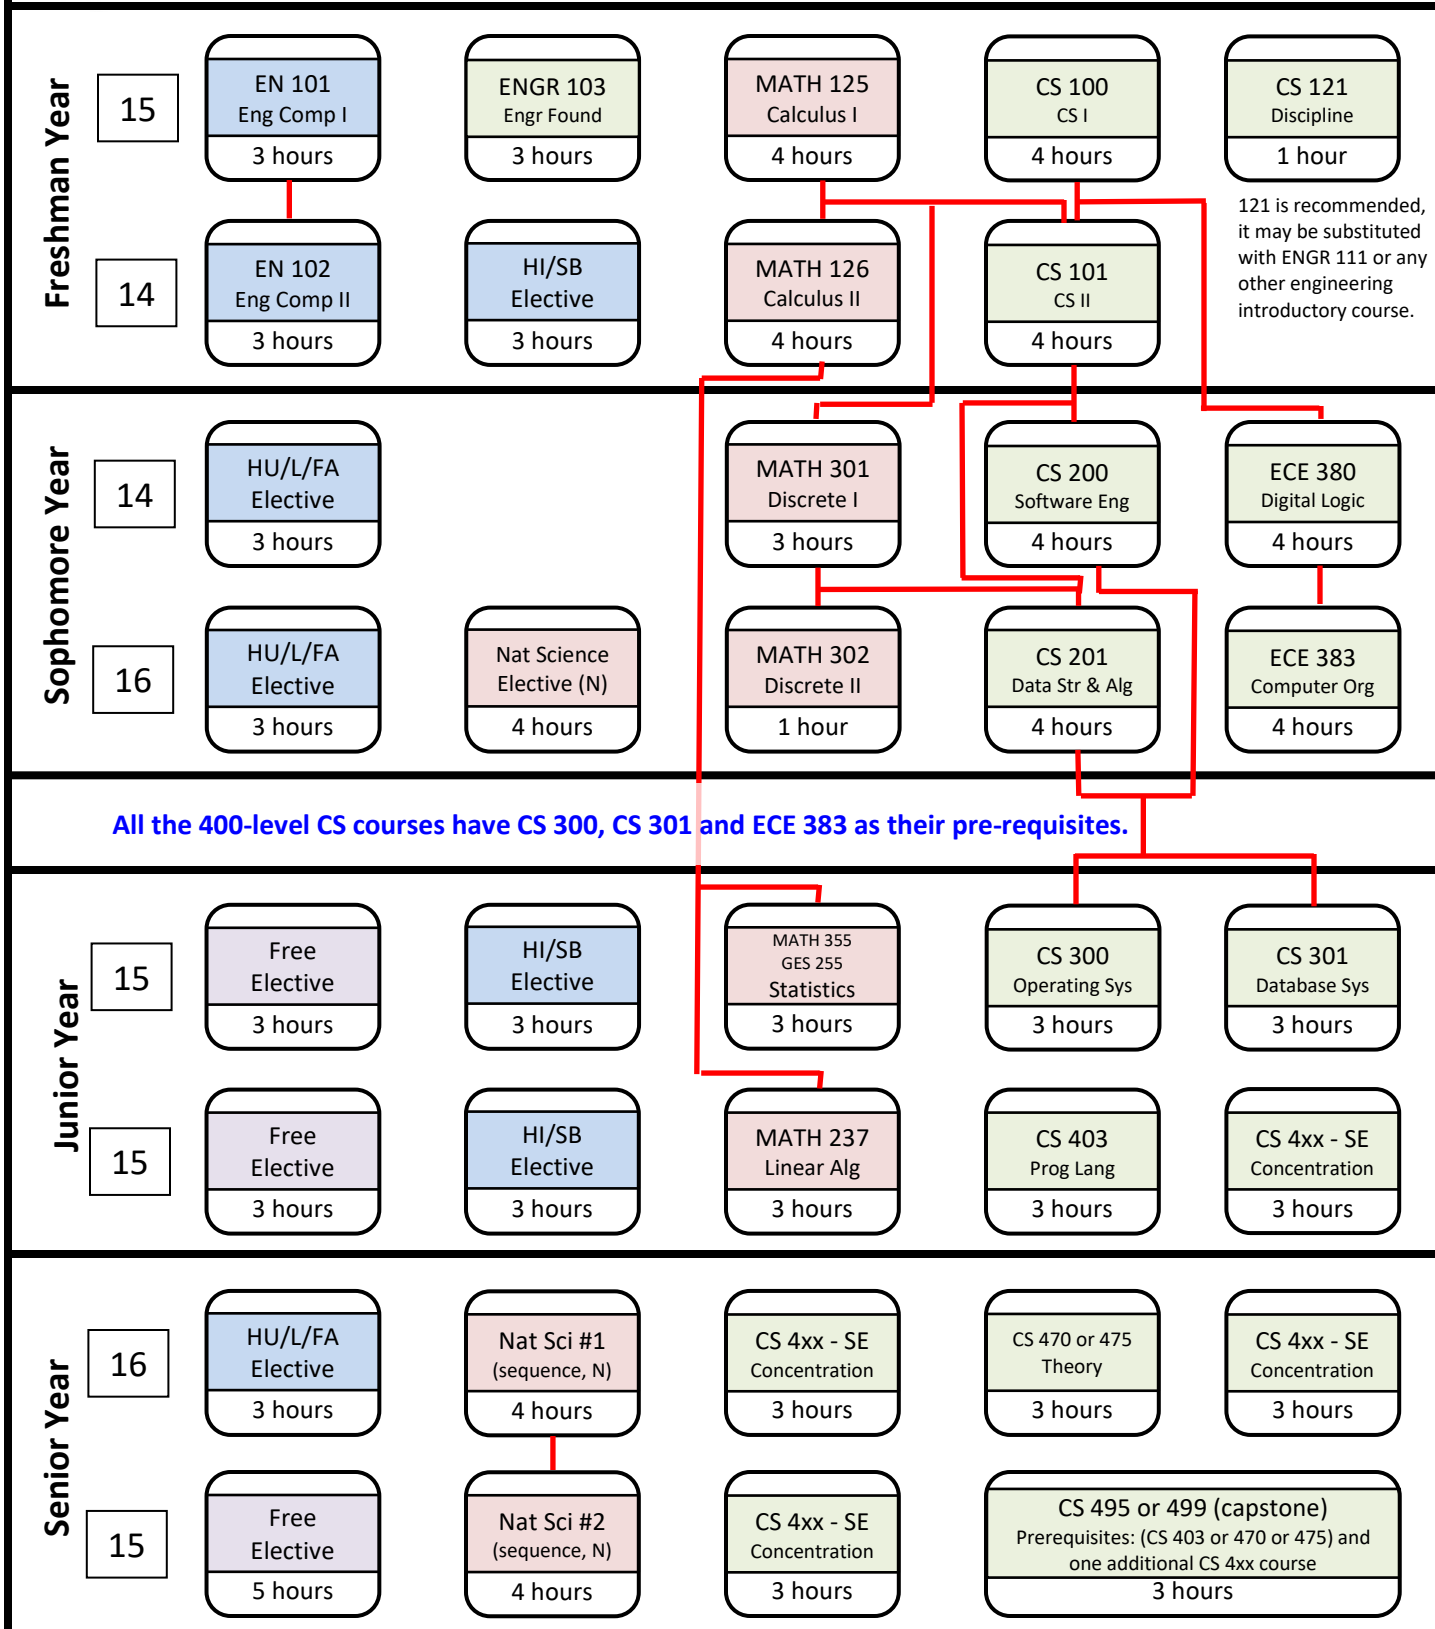 Freshman Year
15
EN 101
Eng Comp I
3 hours
ENGR 103
Engr Found
3 hours
MATH 125
Calculus I
4 hours
CS 100
CS I
4 hours
CS 121
Discipline
1 hour
121 is recommended,
it may be substituted
with ENGR 111 or any
other engineering
introductory course.
14
EN 102
Eng Comp II
3 hours
HI/SB
Elective
3 hours
MATH 126
Calculus II
4 hours
CS 101
CS II
4 hours
Sophomore Year
14
HU/L/FA
Elective
3 hours
MATH 301
Discrete I
3 hours
CS 200
Software Eng
4 hours
ECE 380
Digital Logic
4 hours
16
HU/L/FA
Elective
3 hours
Nat Science
Elective (N)
4 hours
MATH 302
Discrete II
1 hour
CS 201
Data Str & Alg
4 hours
ECE 383
Computer Org
4 hours
All the 400-level CS courses have CS 300, CS 301 and ECE 383 as their pre-requisites.
Junior Year
15
Free
Elective
3 hours
HI/SB
Elective
3 hours
MATH 355
GES 255
Statistics
3 hours
CS 300
Operating Sys
3 hours
CS 301
Database Sys
3 hours
15
Free
Elective
3 hours
HI/SB
Elective
3 hours
MATH 237
Linear Alg
3 hours
CS 403
Prog Lang
3 hours
CS 4xx - SE
Concentration
3 hours
Senior Year
16
HU/L/FA
Elective
3 hours
Nat Sci #1
(sequence, N)
4 hours
CS 4xx - SE
Concentration
3 hours
CS 470 or 475
Theory
3 hours
CS 4xx - SE
Concentration
3 hours
15
Free
Elective
5 hours
Nat Sci #2
(sequence, N)
4 hours
CS 4xx - SE
Concentration
3 hours
CS 495 or 499 (capstone)
Prerequisites: (CS 403 or 470 or 475) and
one additional CS 4xx course
3 hours